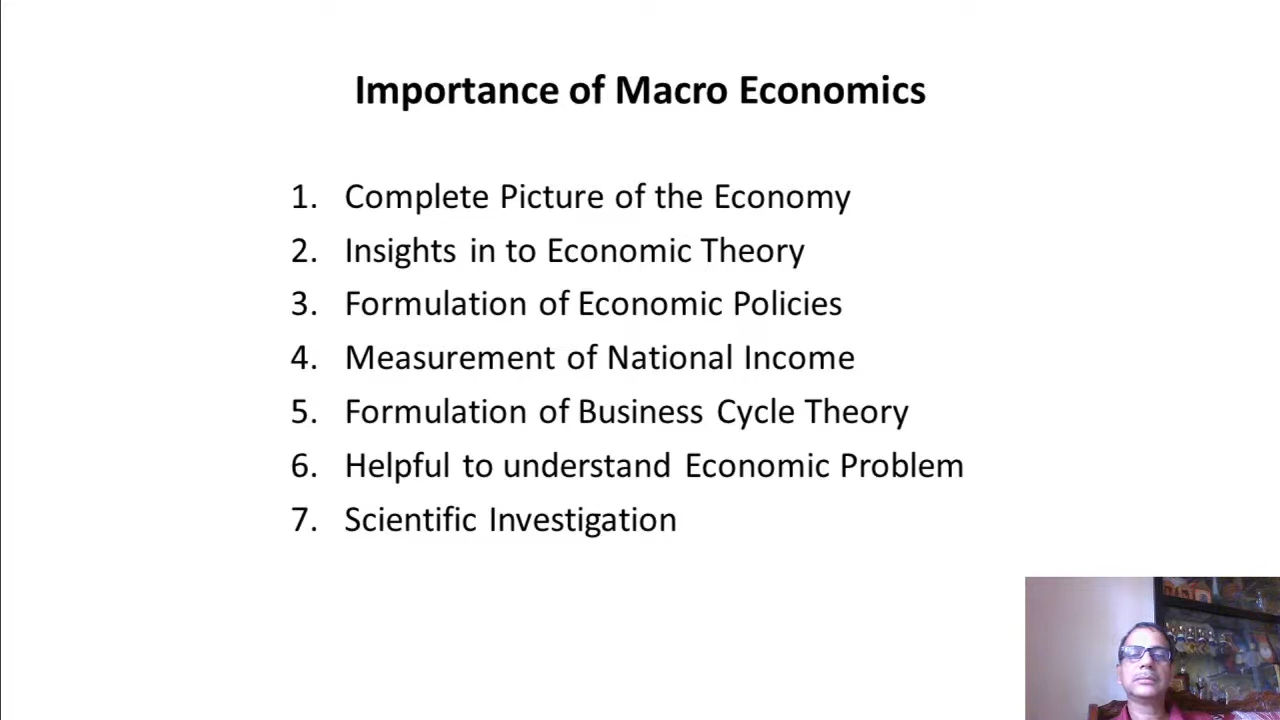 Importance of Macro Economics
1. Complete Picture of the Economy
2. Insights in to Economic Theory
3. Formulation of Economic Policies
4. Measurement of National Income
5. Formulation of Business Cycle Theory
6. Helpful to understand Economic Problem
7. Scientific Investigation